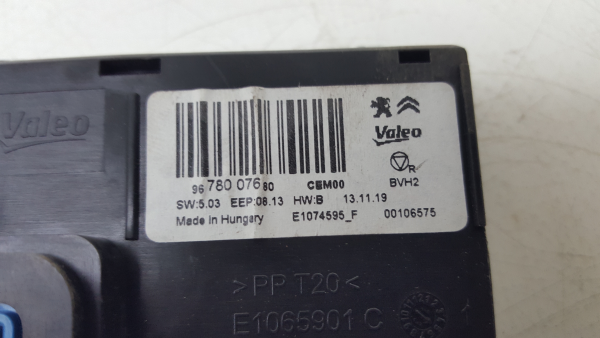 Valeo
Valeo
R
BVH2
96 780 076 80 CEM00
SW:5.03 EEP:08.13 HW:B 13.11.19
Made in Hungary E1074595_F 00106575
>PP T20<
E1065901 C